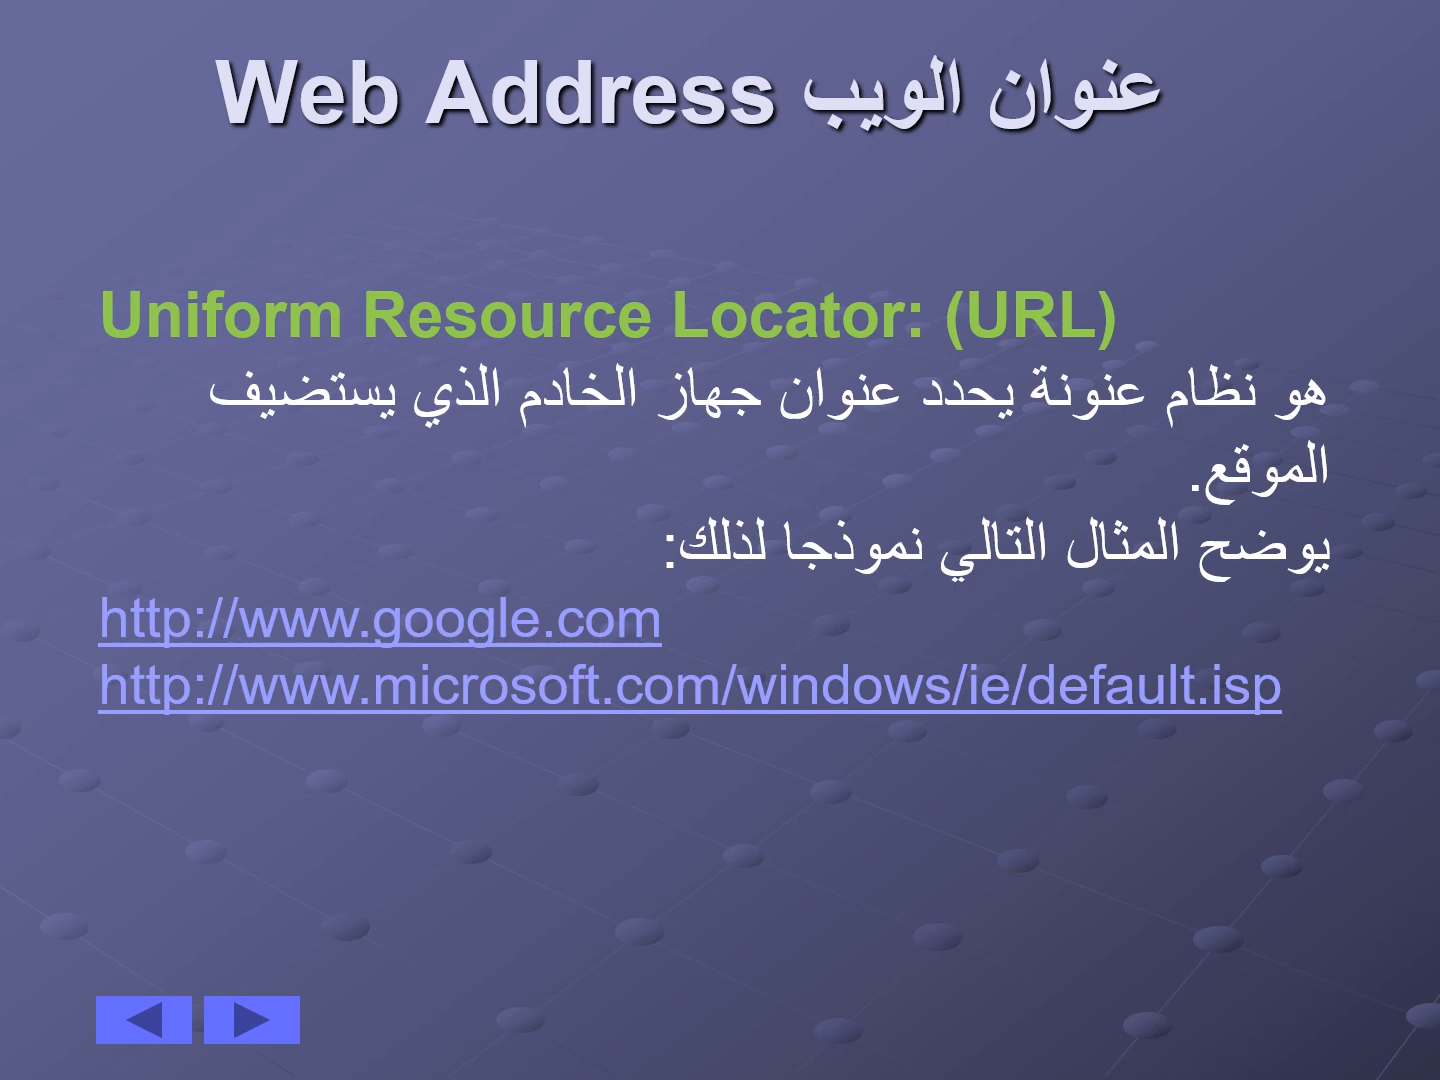 عنوان الويب Web Address
Uniform Resource Locator: (URL)
هو نظام عنونة يحدد عنوان جهاز الخادم الذي يستضيف
الموقع.
يوضح المثال التالي نموذجا لذلك:
http://www.google.com
http://www.microsoft.com/windows/ie/default.isp